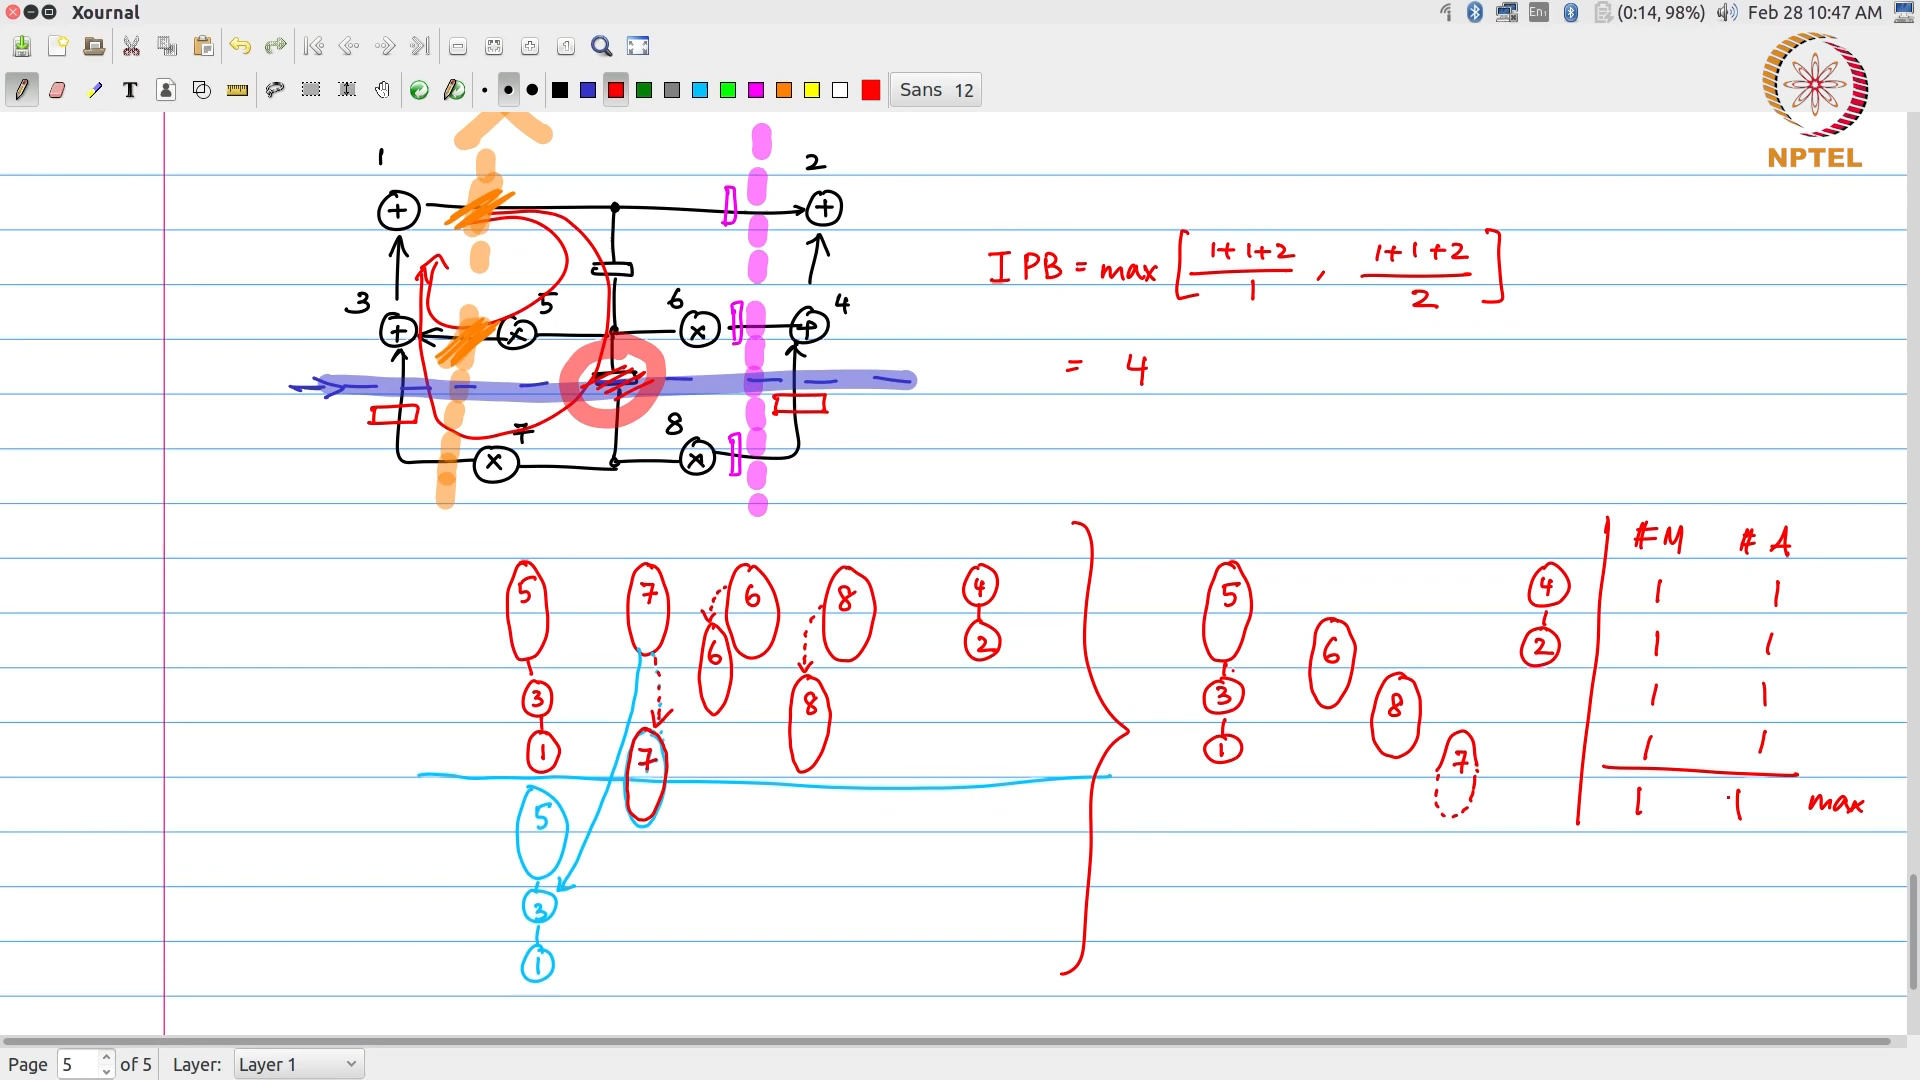 Xournal
En1
(0:14, 98%)
Feb 28 10:47 AM
T
Sans 12
NPTEL
1 2
+ +
3 5 6 4
+ x x +
7 8
x x
IPB = max [ 1+1+2 / 1 , 1+1+2 / 2 ]
= 4
5 7 6 8 4
6 2
3 8
1 7
5
3
1
5 4
6 2
3 8
1 7
#M #A
1 1
1 1
1 1
1 1
1 1 max
Page 5 of 5 Layer: Layer 1